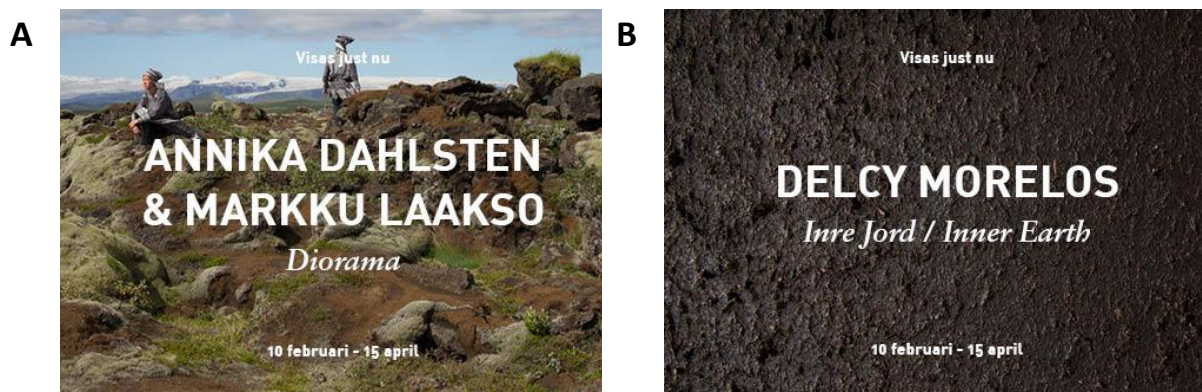 A
Visas just nu
ANNIKA DAHLSTEN
& MARKKU LAAKSO
Diorama
10 februari - 15 april
B
Visas just nu
DELCY MORELOS
Inre Jord / Inner Earth
10 februari - 15 april